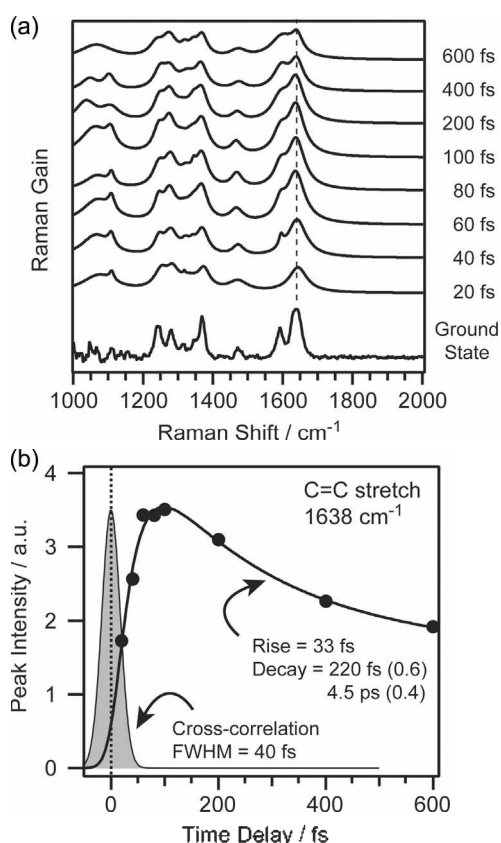 (a)
Raman Gain
600 fs
400 fs
200 fs
100 fs
80 fs
60 fs
40 fs
20 fs
Ground
State
1000 1200 1400 1600 1800 2000
Raman Shift / cm-1
(b)
Peak Intensity / a.u.
4
3
2
1
0
C=C stretch
1638 cm-1
Rise = 33 fs
Decay = 220 fs (0.6)
4.5 ps (0.4)
Cross-correlation
FWHM = 40 fs
0 200 400 600
Time Delay / fs